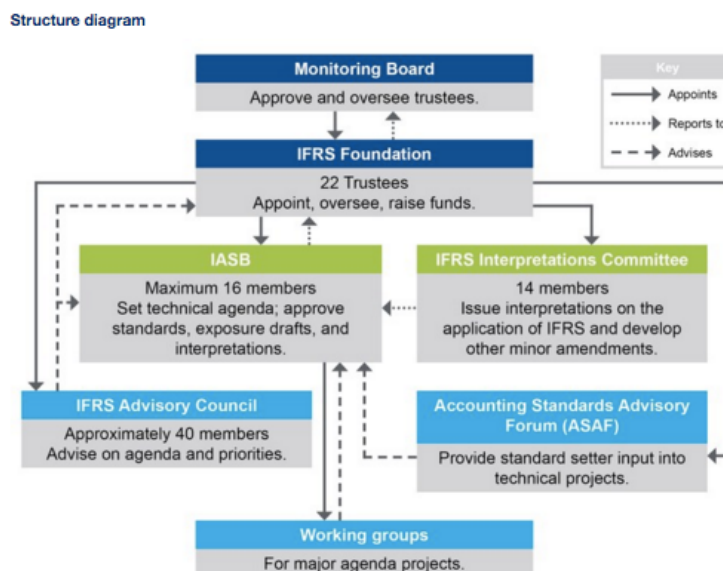 Structure diagram
Monitoring Board
Approve and oversee trustees.
Key
Appoints
Reports to
Advises
IFRS Foundation
22 Trustees
Appoint, oversee, raise funds.
IASB
Maximum 16 members
Set technical agenda; approve
standards, exposure drafts, and
interpretations.
IFRS Interpretations Committee
14 members
Issue interpretations on the
application of IFRS and develop
other minor amendments.
IFRS Advisory Council
Approximately 40 members
Advise on agenda and priorities.
Accounting Standards Advisory
Forum (ASAF)
Provide standard setter input into
technical projects.
Working groups
For major agenda projects.